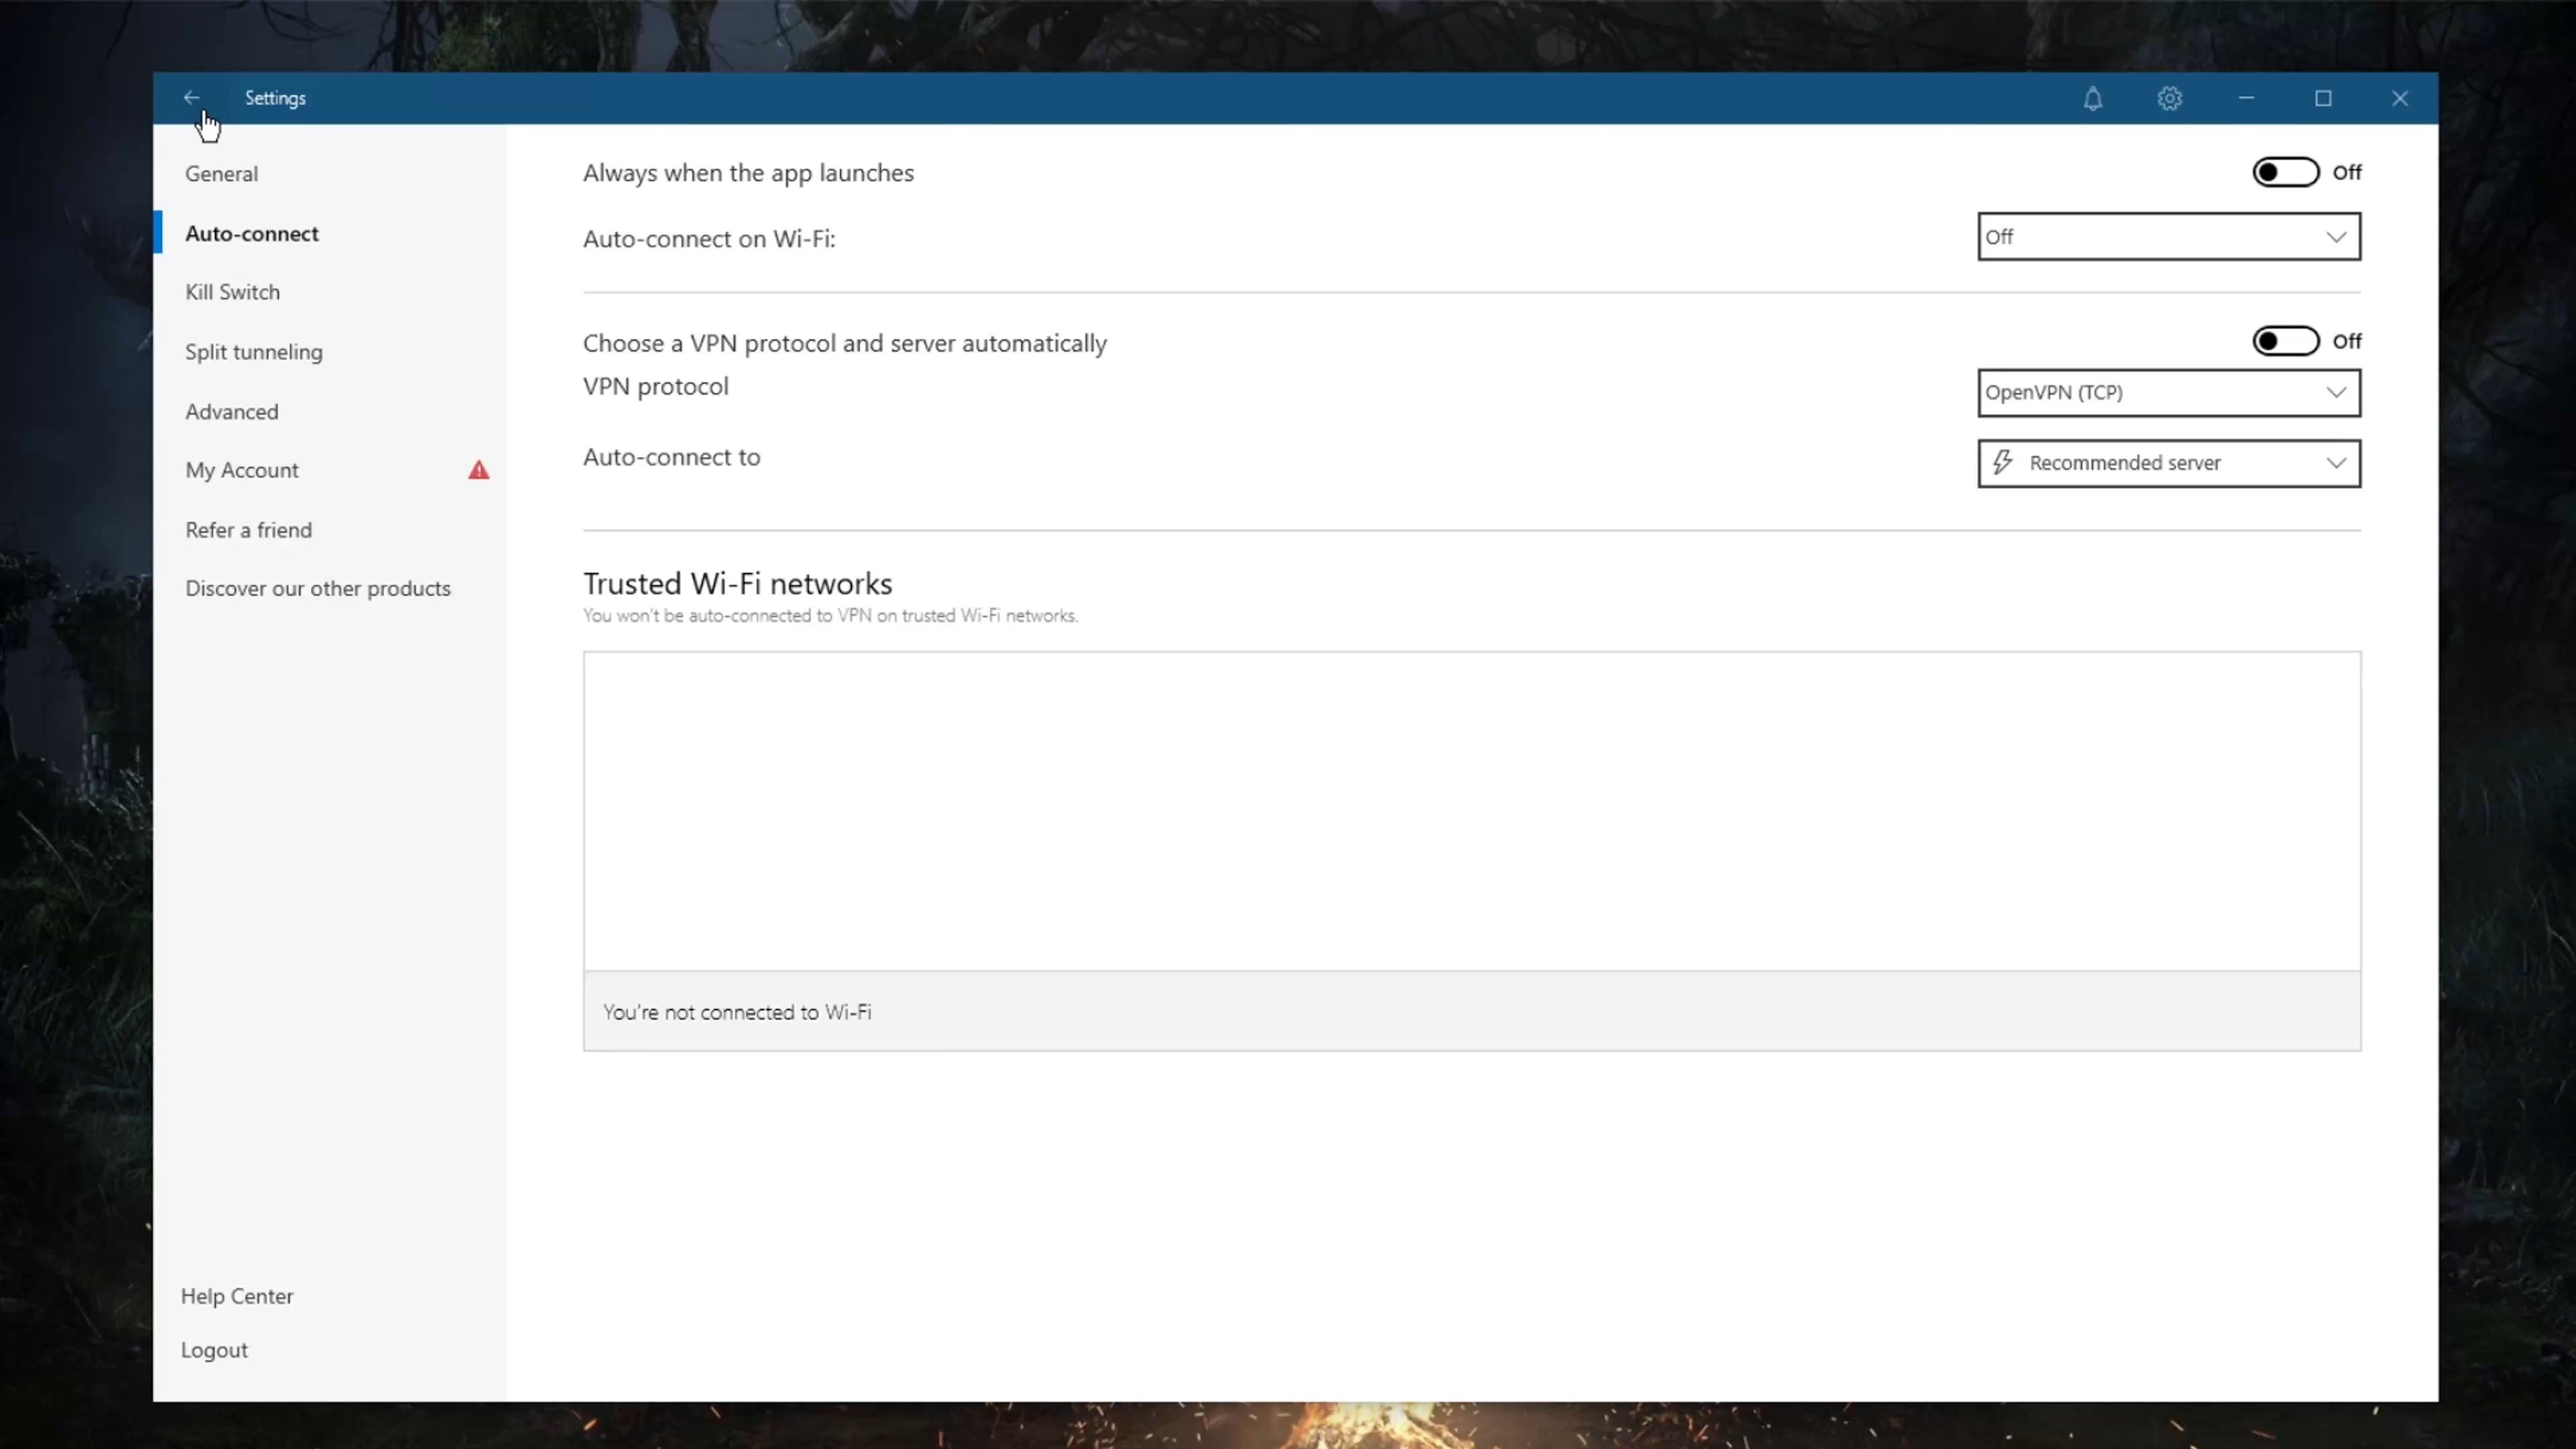 Settings
General
Auto-connect
Kill Switch
Split tunneling
Advanced
My Account
Refer a friend
Discover our other products
Help Center
Logout
Always when the app launches
Off
Auto-connect on Wi-Fi:
Off
Choose a VPN protocol and server automatically
Off
VPN protocol
OpenVPN (TCP)
Auto-connect to
Recommended server
Trusted Wi-Fi networks
You won't be auto-connected to VPN on trusted Wi-Fi networks.
You're not connected to Wi-Fi